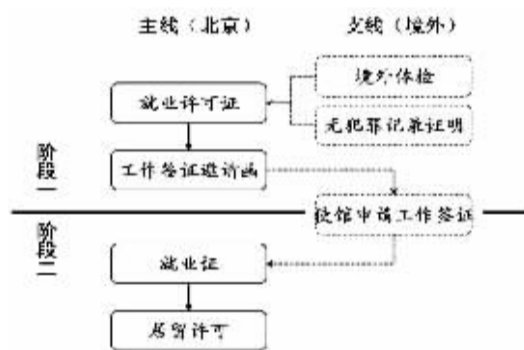 主线（北京）
支线（境外）
境外体检
就业许可证
无犯罪记录证明
阶段一
工作签证邀请函
使馆申请工作签证
阶段二
就业证
居留许可